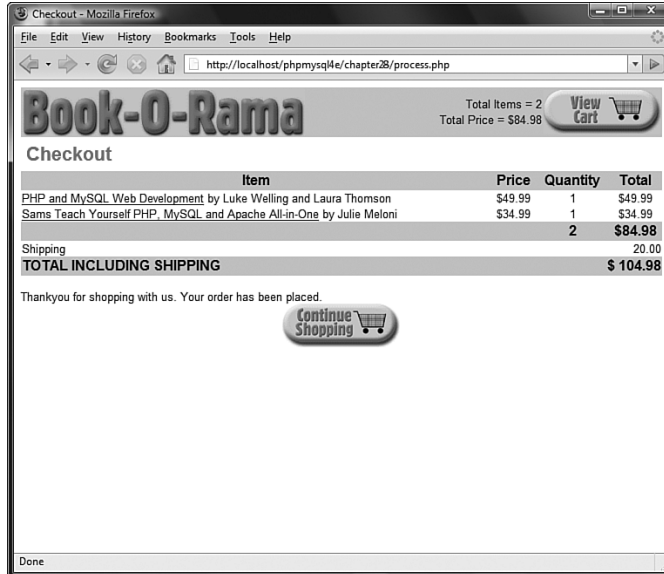 Checkout - Mozilla Firefox
File Edit View History Bookmarks Tools Help
http://localhost/phpmysql4e/chapter28/process.php
Book-O-Rama
Total Items = 2
Total Price = $84.98
View Cart
Checkout
Item Price Quantity Total
PHP and MySQL Web Development by Luke Welling and Laura Thomson $49.99 1 $49.99
Sams Teach Yourself PHP, MySQL and Apache All-in-One by Julie Meloni $34.99 1 $34.99
2 $84.98
Shipping 20.00
TOTAL INCLUDING SHIPPING $ 104.98
Thankyou for shopping with us. Your order has been placed.
Continue
Shopping
Done